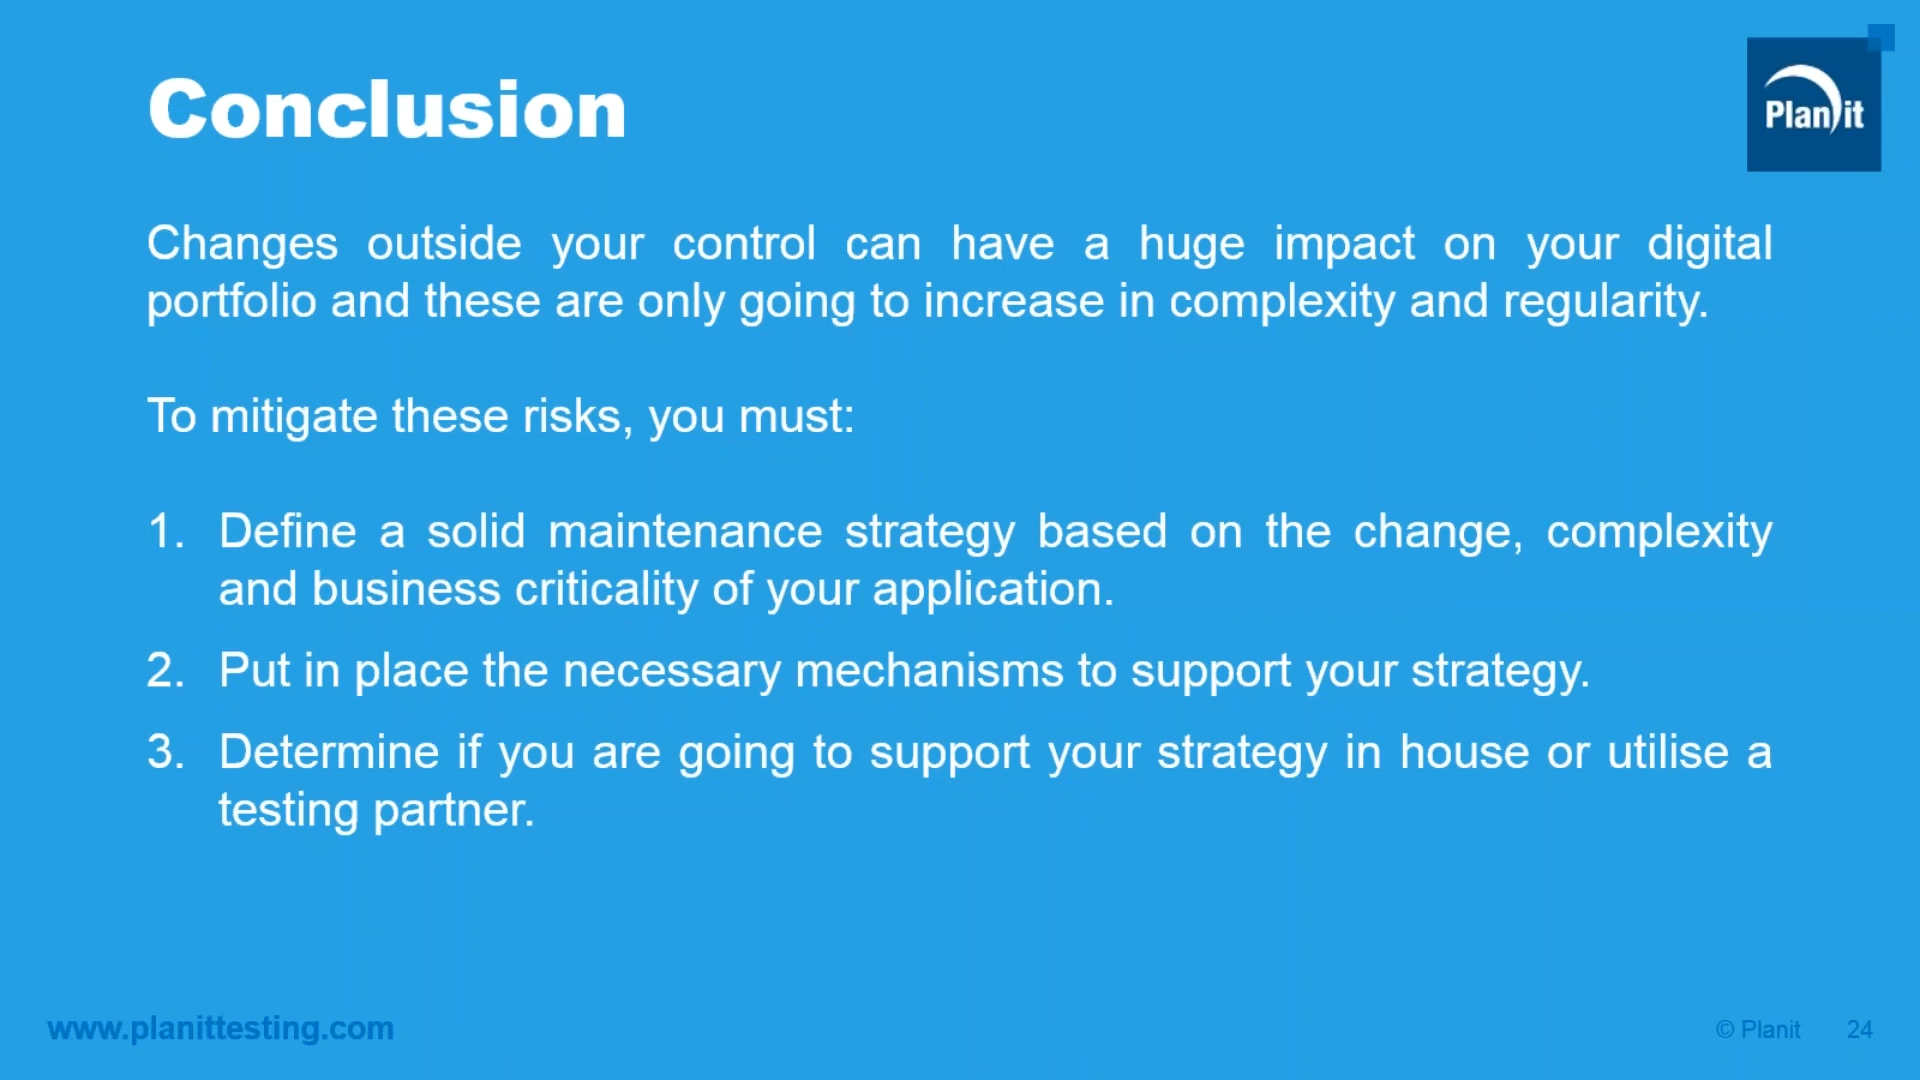 Conclusion
Planit
Changes outside your control can have a huge impact on your digital
portfolio and these are only going to increase in complexity and regularity.
To mitigate these risks, you must:
1. Define a solid maintenance strategy based on the change, complexity
and business criticality of your application.
2. Put in place the necessary mechanisms to support your strategy.
3. Determine if you are going to support your strategy in house or utilise a
testing partner.
www.planittesting.com
© Planit 24